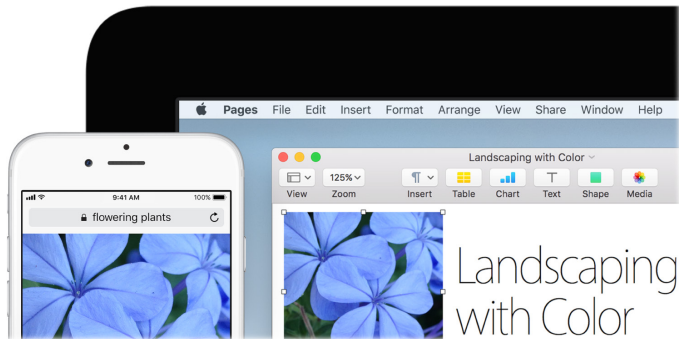 Pages File Edit Insert Format Arrange View Share Window Help
Landscaping with Color
125%
View Zoom Insert Table Chart Text Shape Media
9:41 AM 100%
flowering plants
Landscaping
with Color